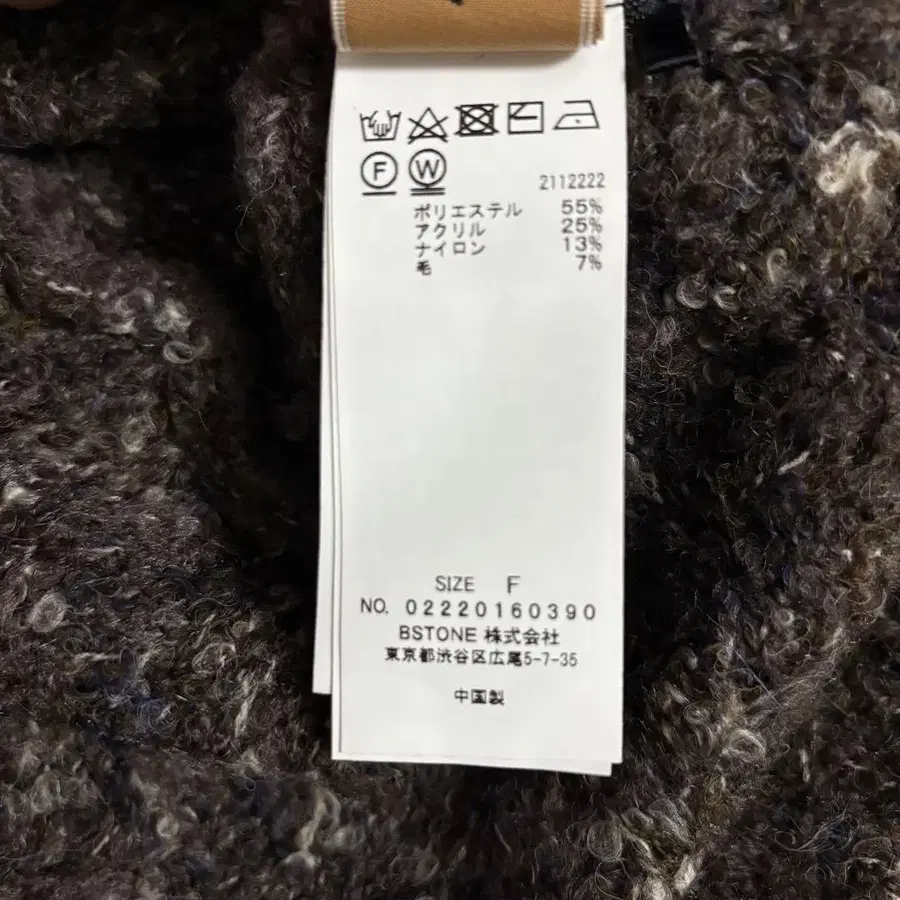 F W
2112222
ポリエステル 55%
アクリル 25%
ナイロン 13%
毛 7%
SIZE F
NO. 02220160390
BSTONE 株式会社
東京都渋谷区広尾5-7-35
中国製